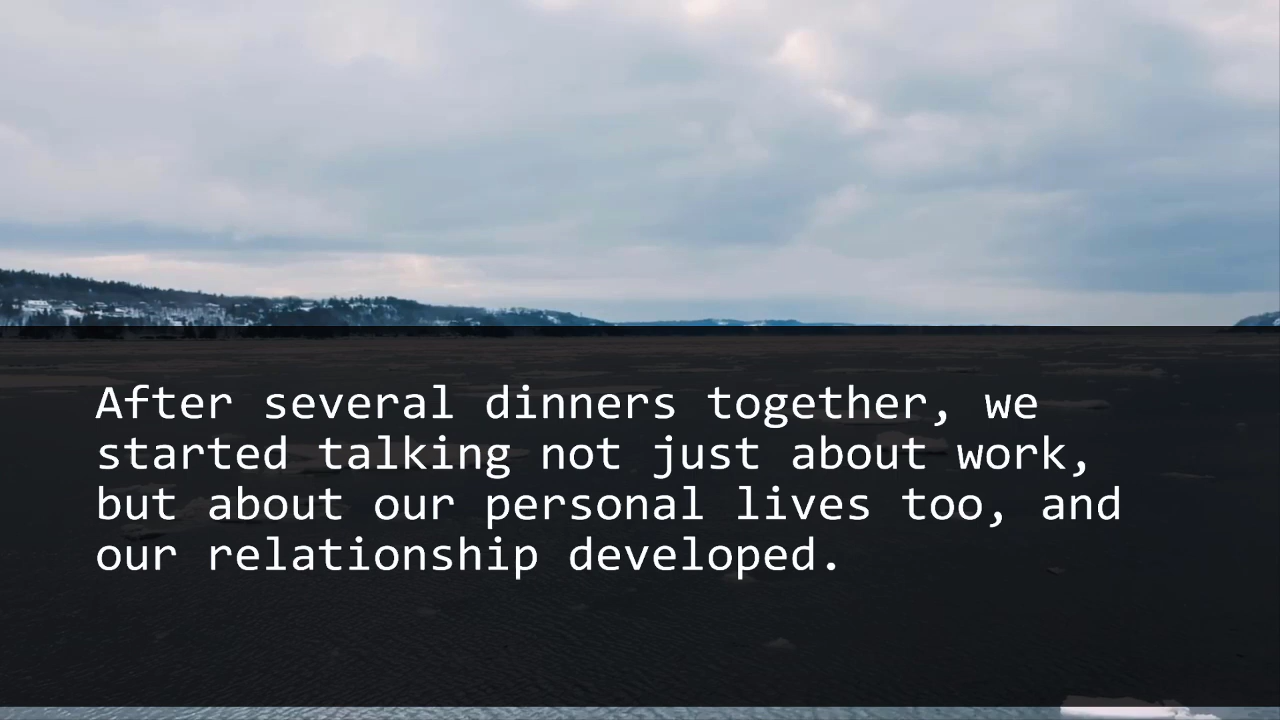 After several dinners together, we
started talking not just about work,
but about our personal lives too, and
our relationship developed.